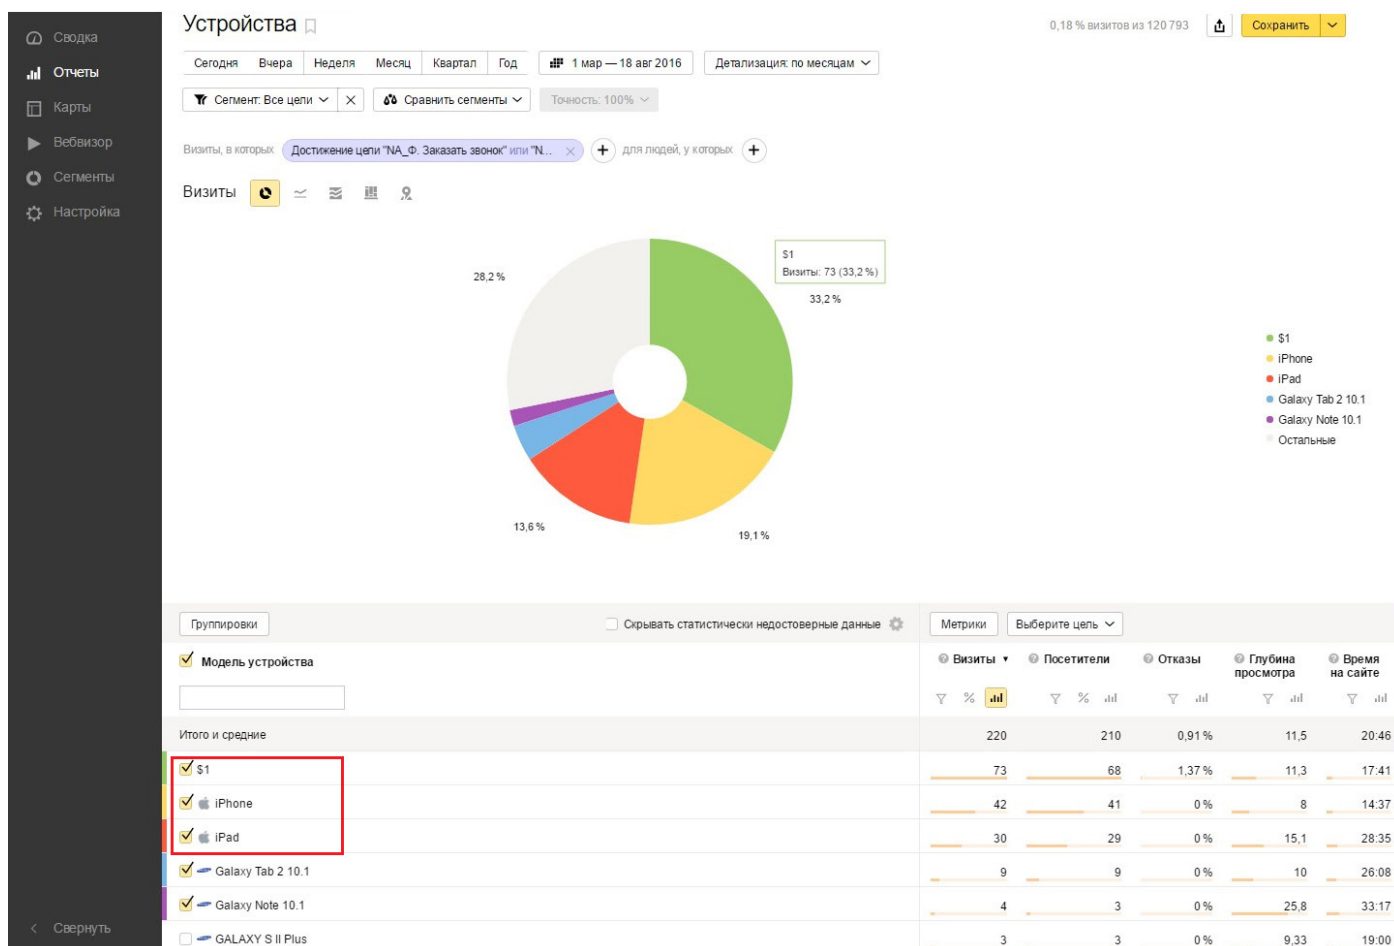 Сводка
Отчеты
Карты
Вебвизор
Сегменты
Настройка
Свернуть
Устройства
0,18 % визитов из 120 793
Сохранить
Сегодня Вчера Неделя Месяц Квартал Год
1 мар — 18 авг 2016
Детализация: по месяцам
Сегмент: Все цели
Сравнить сегменты
Точность: 100%
Визиты, в которых Достижение цели "NA_Ф. Заказать звонок" или "N... для людей, у которых
Визиты
28,2 %
$1
Визиты: 73 (33,2 %)
33,2 %
13,6 %
19,1 %
$1
iPhone
iPad
Galaxy Tab 2 10.1
Galaxy Note 10.1
Остальные
Группировки
Скрывать статистически недостоверные данные
Метрики
Выберите цель
Модель устройства
Визиты Посетители Отказы Глубина просмотра Время на сайте
Итого и средние 220 210 0,91 % 11,5 20:46
$1 73 68 1,37 % 11,3 17:41
iPhone 42 41 0 % 8 14:37
iPad 30 29 0 % 15,1 28:35
Galaxy Tab 2 10.1 9 9 0 % 10 26:08
Galaxy Note 10.1 4 3 0 % 25,8 33:17
GALAXY S II Plus 3 3 0 % 9,33 19:00